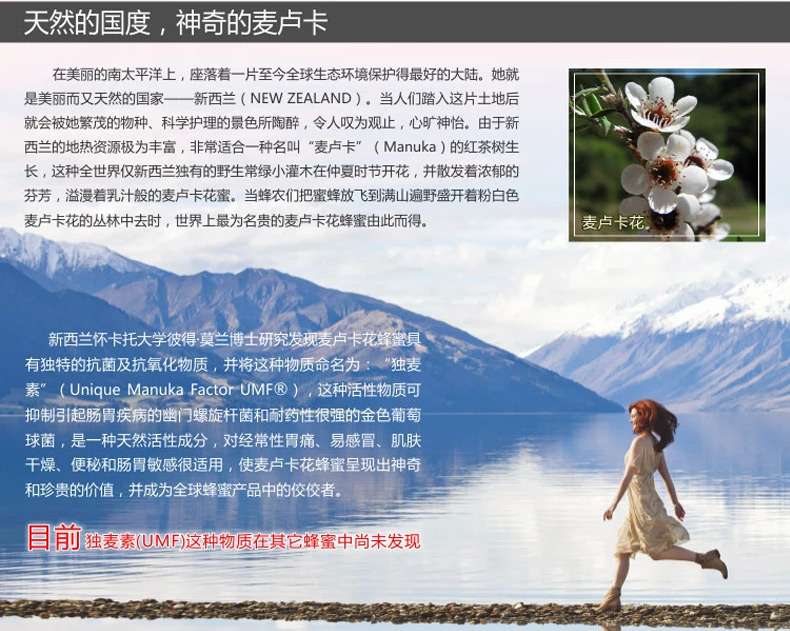 天然的国度，神奇的麦卢卡
在美丽的南太平洋上，座落着一片至今全球生态环境保护得最好的大陆。她就
是美丽而又天然的国家——新西兰（NEW ZEALAND）。当人们踏入这片土地后
就会被她繁茂的物种、科学护理的景色所陶醉，令人叹为观止，心旷神怡。由于新
西兰的地热资源极为丰富，非常适合一种名叫“麦卢卡”（ Manuka）的红茶树生
长，这种全世界仅新西兰独有的野生常绿小灌木在仲夏时节开花，并散发着浓郁的
芬芳，溢漫着乳汁般的麦卢卡花蜜。当蜂农们把蜜蜂放飞到满山遍野盛开着粉白色
麦卢卡花的丛林中去时，世界上最为名贵的麦卢卡花蜂蜜由此而得。
麦卢卡花
新西兰怀卡托大学彼得·莫兰博士研究发现麦卢卡花蜂蜜具
有独特的抗菌及抗氧化物质，并将这种物质命名为：“独麦
素”（Unique Manuka Factor UMF®），这种活性物质可
抑制引起肠胃疾病的幽门螺旋杆菌和耐药性很强的金色葡萄
球菌，是一种天然活性成分，对经常性胃痛、易感冒、肌肤
干燥、便秘和肠胃敏感很适用，使麦卢卡花蜂蜜呈现出神奇
和珍贵的价值，并成为全球蜂蜜产品中的佼佼者。
目前 独麦素(UMF)这种物质在其它蜂蜜中尚未发现